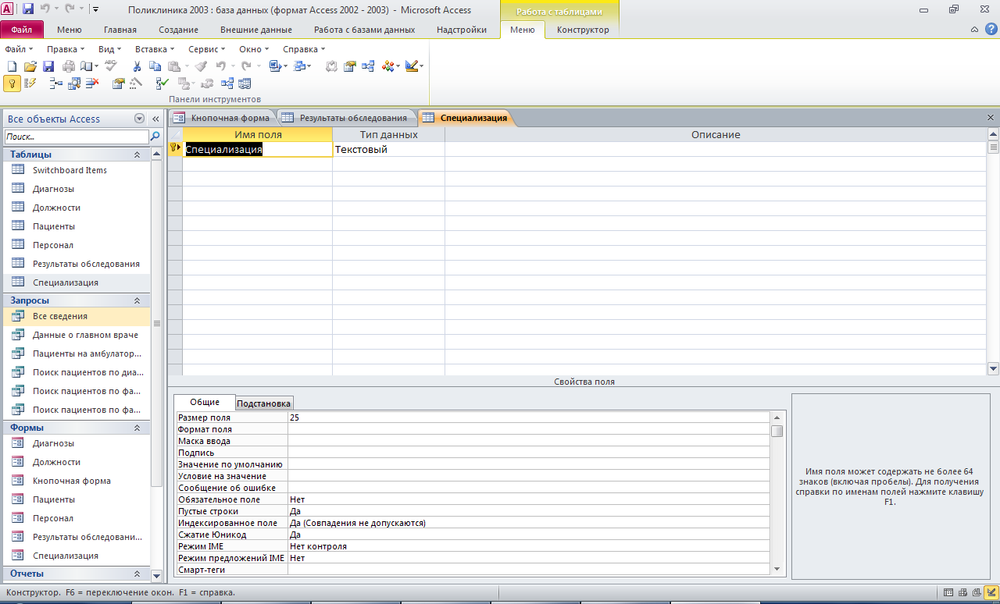 Поликлиника 2003 : база данных (формат Access 2002 - 2003) - Microsoft Access
Работа с таблицами
Файл Меню Главная Создание Внешние данные Работа с базами данных Надстройки Меню Конструктор
Файл Правка Вид Вставка Сервис Окно Справка
Панели инструментов
Все объекты Access
Кнопочная форма Результаты обследования Специализация
Поиск...
Имя поля Тип данных Описание
Специализация Текстовый
Таблицы
Switchboard Items
Диагнозы
Должности
Пациенты
Персонал
Результаты обследования
Специализация
Запросы
Все сведения
Данные о главном враче
Пациенты на амбулатор...
Поиск пациентов по диа...
Поиск пациентов по фа...
Поиск пациентов по фа...
Формы
Диагнозы
Должности
Кнопочная форма
Пациенты
Персонал
Результаты обследовани...
Специализация
Отчеты
Свойства поля
Общие Подстановка
Размер поля 25
Формат поля
Маска ввода
Подпись
Значение по умолчанию
Условие на значение
Сообщение об ошибке
Обязательное поле Нет
Пустые строки Да
Индексированное поле Да (Совпадения не допускаются)
Сжатие Юникод Да
Режим IME Нет контроля
Режим предложений IME Нет
Смарт-теги
Имя поля может содержать не более 64
знаков (включая пробелы). Для получения
справки по именам полей нажмите клавишу
F1.
Конструктор. F6 = переключение окон. F1 = справка.